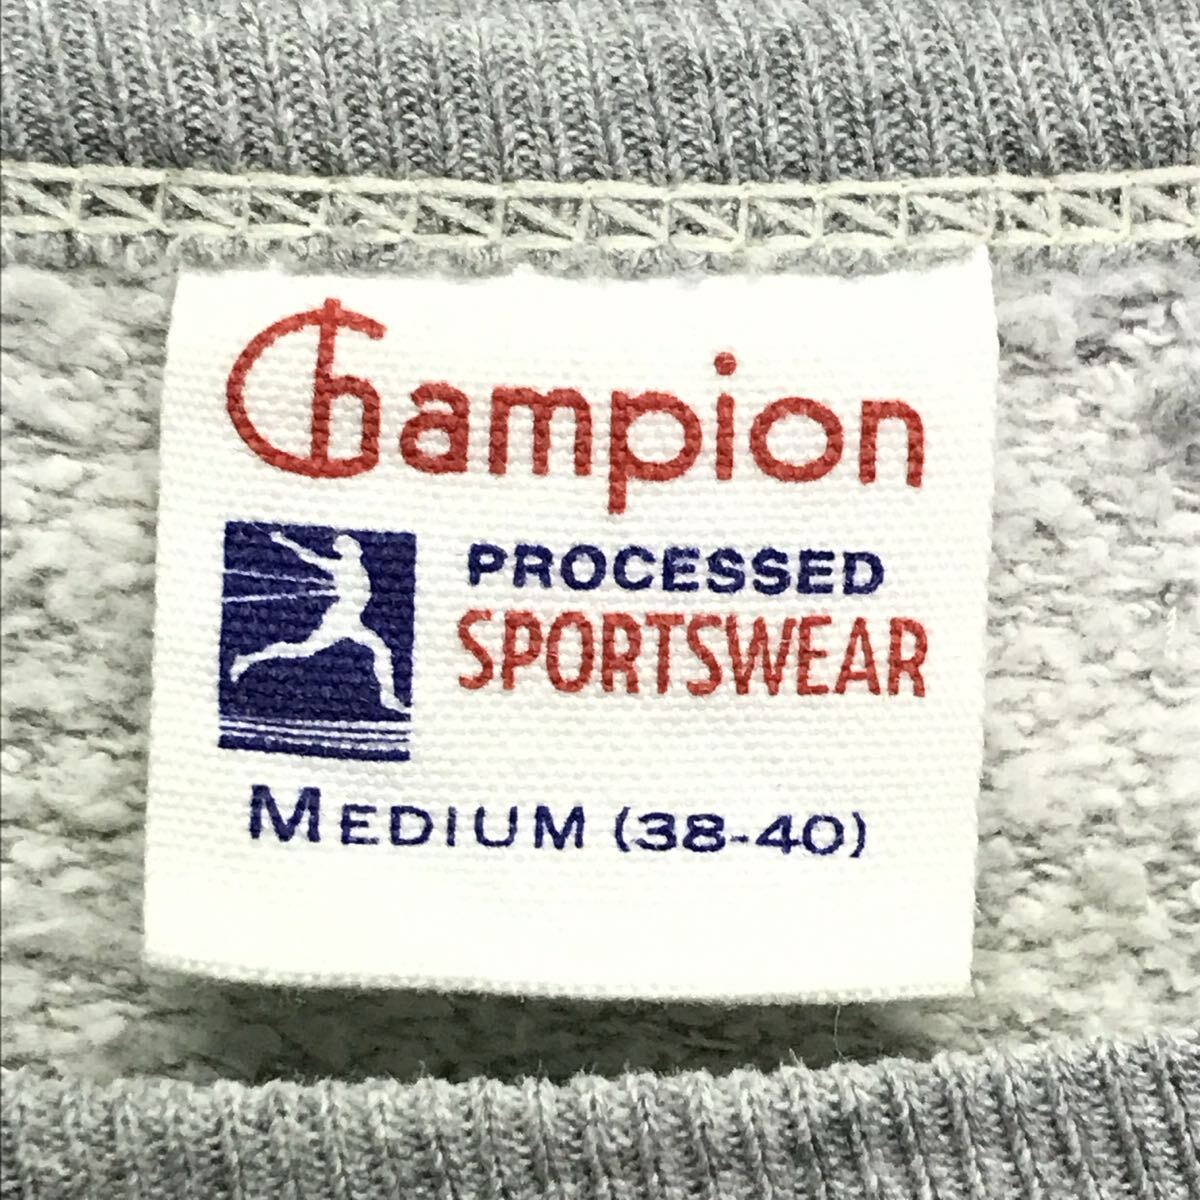 Champion
PROCESSED
SPORTSWEAR
MEDIUM (38-40)